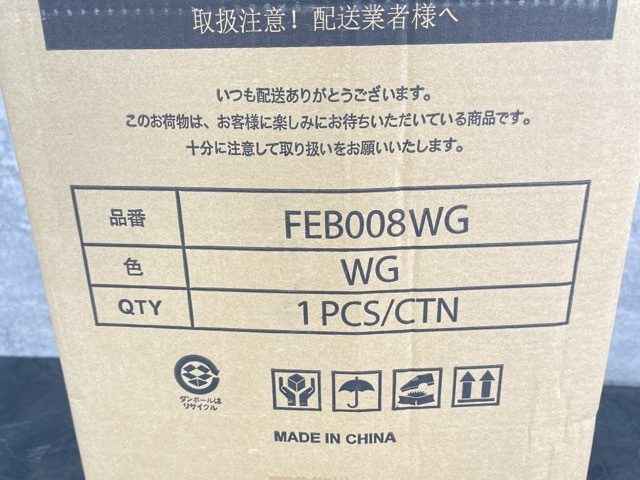 取扱注意! 配送業者様へ
いつも配送ありがとうございます。
このお荷物は、お客様に楽しみにお待ちいただいている商品です。
十分に注意して取り扱いをお願いいたします。
品番 FEB008WG
色 WG
QTY 1PCS/CTN
ダンボールは
リサイクル
MADE IN CHINA